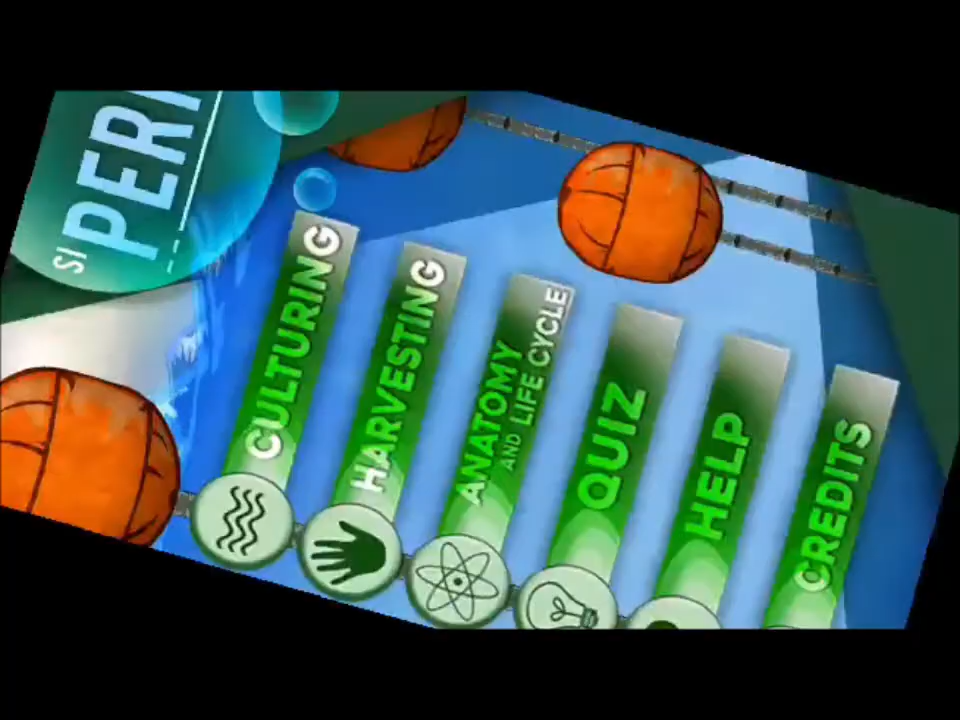 SI
PERI
CULTURING
HARVESTING
ANATOMY
AND LIFE CYCLE
QUIZ
HELP
CREDITS